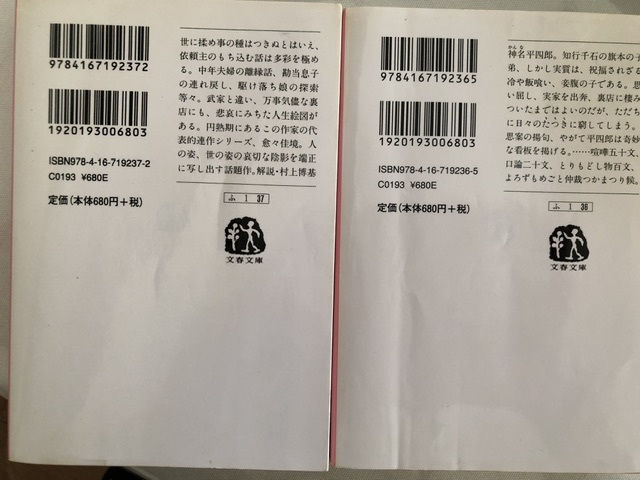 9784167192372
1920193006803
ISBN978-4-16-719237-2
C0193 ¥680E
定価(本体680円+税)
世に揉め事の種はつきぬとはいえ、
依頼主のもち込む話は多彩を極め
る。中年夫婦の離縁話、勘当息子
の連れ戻し、駆け落ち娘の探索
等々。武家と違い、万事気儘な裏
店にも、悲哀にみちた人生絵図が
ある。円熟期にあるこの作家の代
表的連作シリーズ、愈々佳境。人
の姿、世の姿の哀切な陰影を端正
に写し出す話題作。解説・村上博基
ふ 1 37
文春文庫
9784167192365
1920193006803
ISBN978-4-16-719236-5
C0193 ¥680E
定価(本体680円+税)
かんな
神名平四郎。知行千石の旗本の子
弟、しかし実質は、祝福されざる
冷や飯喰い、妾腹の子である。思
い屈し、実家を出奔、裏店に棲み
ついたまではよいのだが、ただち
に日々のたつきに窮してしまう。
思案の揚句、やがて平四郎は奇妙
な看板を掲げる。……喧嘩五十文、
口論二十文、とりもどし物百文、
よろずもめごと仲裁つかまつり候。
ふ 1 36
文春文庫